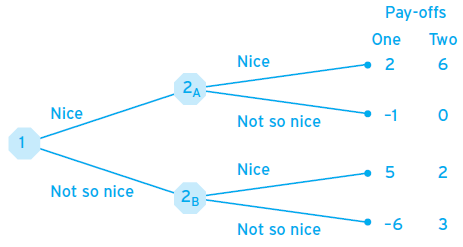 Pay-offs
One Two
Nice 2 6
2A
Nice
Not so nice –1 0
1
Nice 5 2
Not so nice
2B
Not so nice –6 3